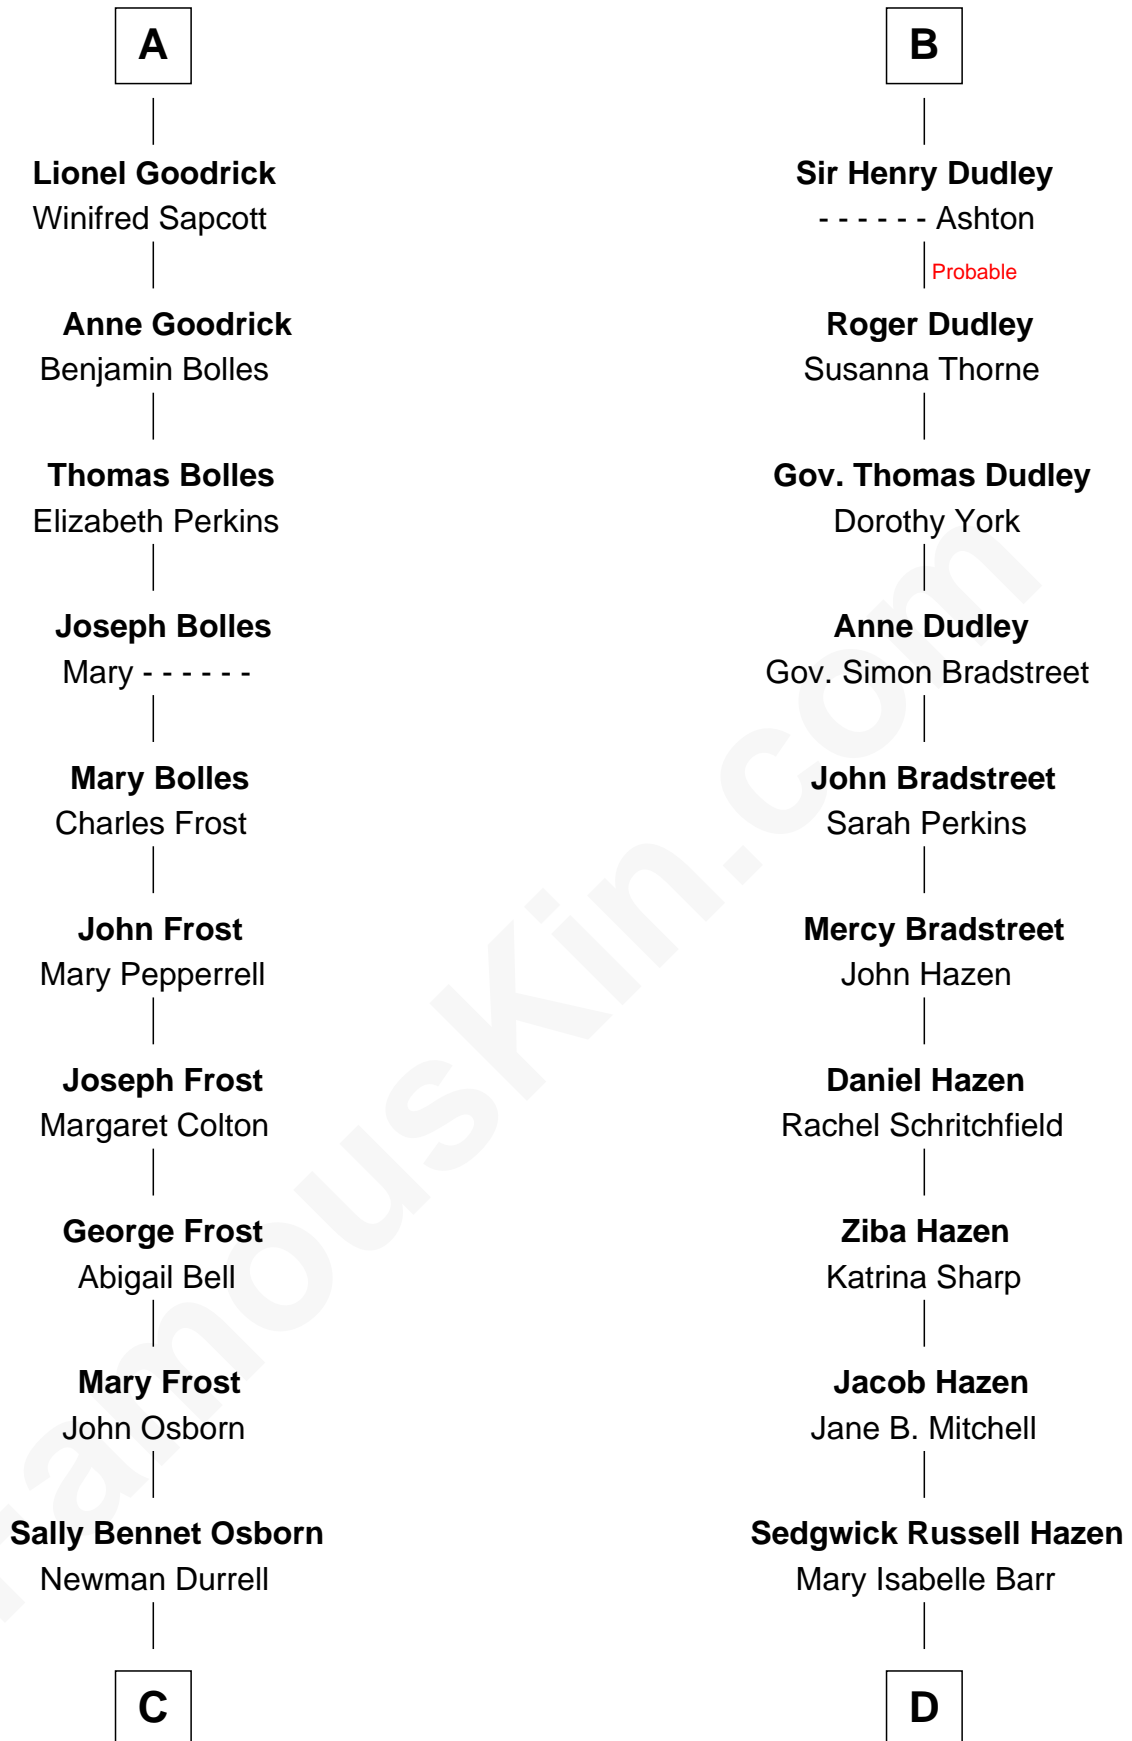 A
Lionel Goodrick
Winifred Sapcott
Anne Goodrick
Benjamin Bolles
Thomas Bolles
Elizabeth Perkins
Joseph Bolles
Mary - - - - - -
Mary Bolles
Charles Frost
John Frost
Mary Pepperrell
Joseph Frost
Margaret Colton
George Frost
Abigail Bell
Mary Frost
John Osborn
Sally Bennet Osborn
Newman Durrell
C
B
Sir Henry Dudley
- - - - - - Ashton
Probable
Roger Dudley
Susanna Thorne
Gov. Thomas Dudley
Dorothy York
Anne Dudley
Gov. Simon Bradstreet
John Bradstreet
Sarah Perkins
Mercy Bradstreet
John Hazen
Daniel Hazen
Rachel Schritchfield
Ziba Hazen
Katrina Sharp
Jacob Hazen
Jane B. Mitchell
Sedgwick Russell Hazen
Mary Isabelle Barr
D
FamousKin.com